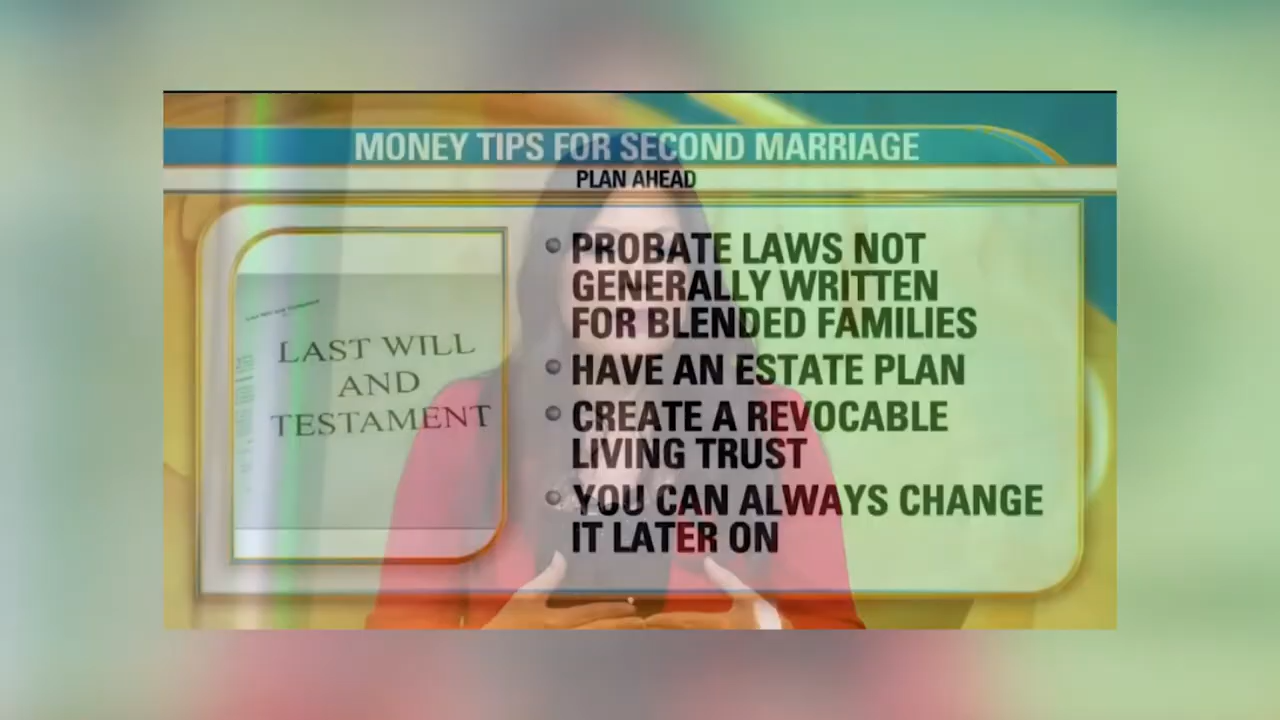 MONEY TIPS FOR SECOND MARRIAGE
PLAN AHEAD
LAST WILL
AND
TESTAMENT
• PROBATE LAWS NOT
GENERALLY WRITTEN
FOR BLENDED FAMILIES
• HAVE AN ESTATE PLAN
• CREATE A REVOCABLE
LIVING TRUST
• YOU CAN ALWAYS CHANGE
IT LATER ON